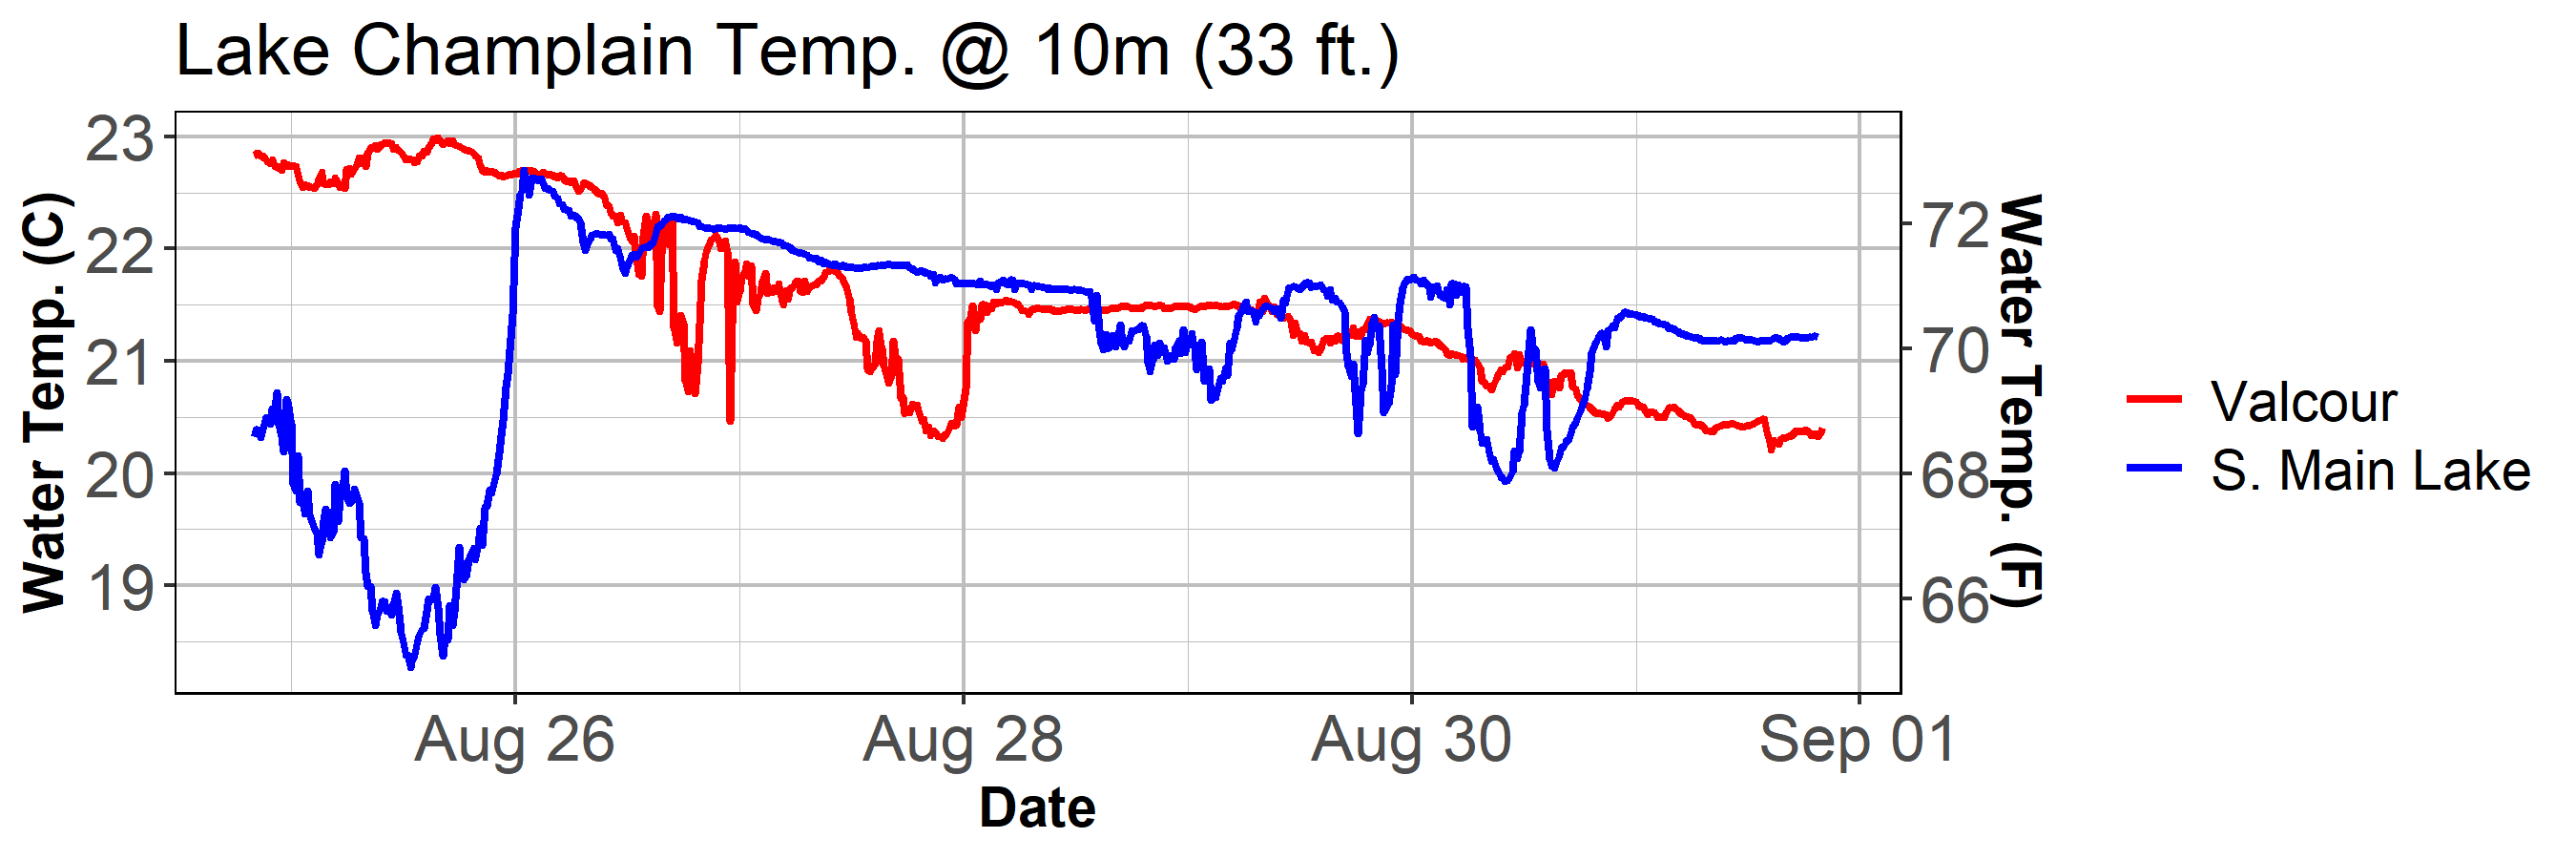 Lake Champlain Temp. @ 10m (33 ft.)
Water Temp. (C)
23
22
21
20
19
72
70
68
66
Water Temp. (F)
Aug 26
Aug 28
Aug 30
Sep 01
Date
Valcour
S. Main Lake